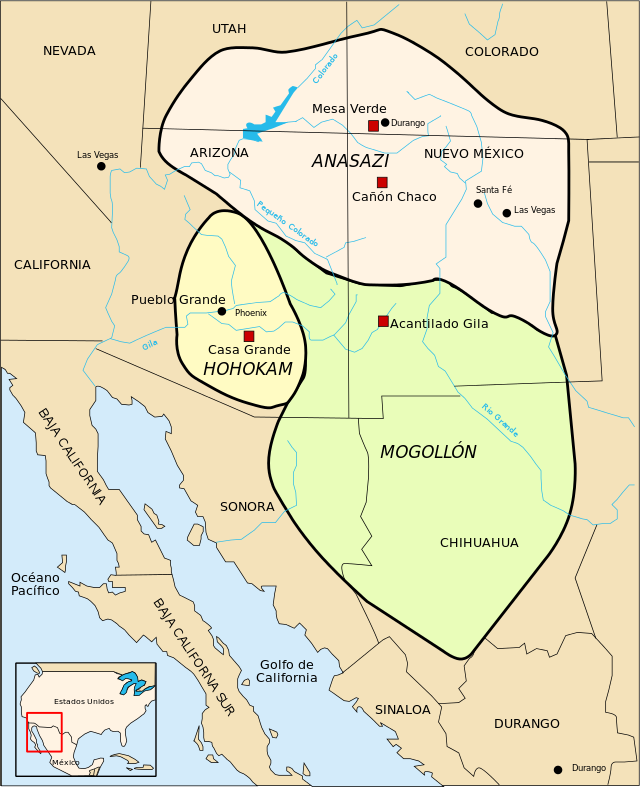 UTAH
NEVADA
COLORADO
Colorado
Mesa Verde
Durango
ARIZONA
ANASAZI
NUEVO MÉXICO
Las Vegas
Cañón Chaco
Santa Fé
Las Vegas
Pequeño Colorado
CALIFORNIA
Pueblo Grande
Phoenix
Acantilado Gila
Gila
Casa Grande
HOHOKAM
Río Grande
BAJA CALIFORNIA
MOGOLLÓN
SONORA
CHIHUAHUA
Océano
Pacífico
BAJA CALIFORNA SUR
Golfo de
California
Estados Unidos
SINALOA
DURANGO
México
Durango